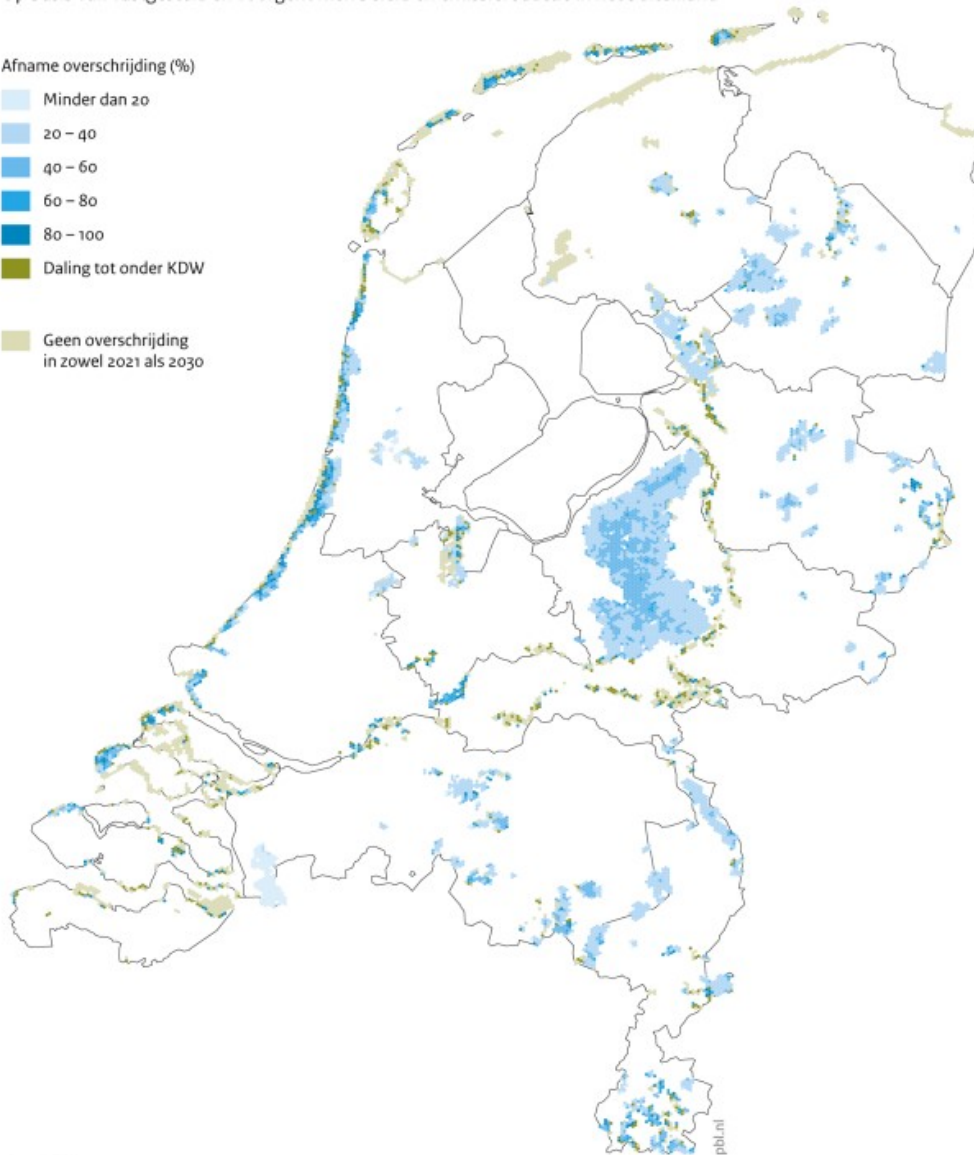 Afname overschrijding (%)
Minder dan 20
20 – 40
40 – 60
60 – 80
80 – 100
Daling tot onder KDW
Geen overschrijding
in zowel 2021 als 2030
pbl.nl